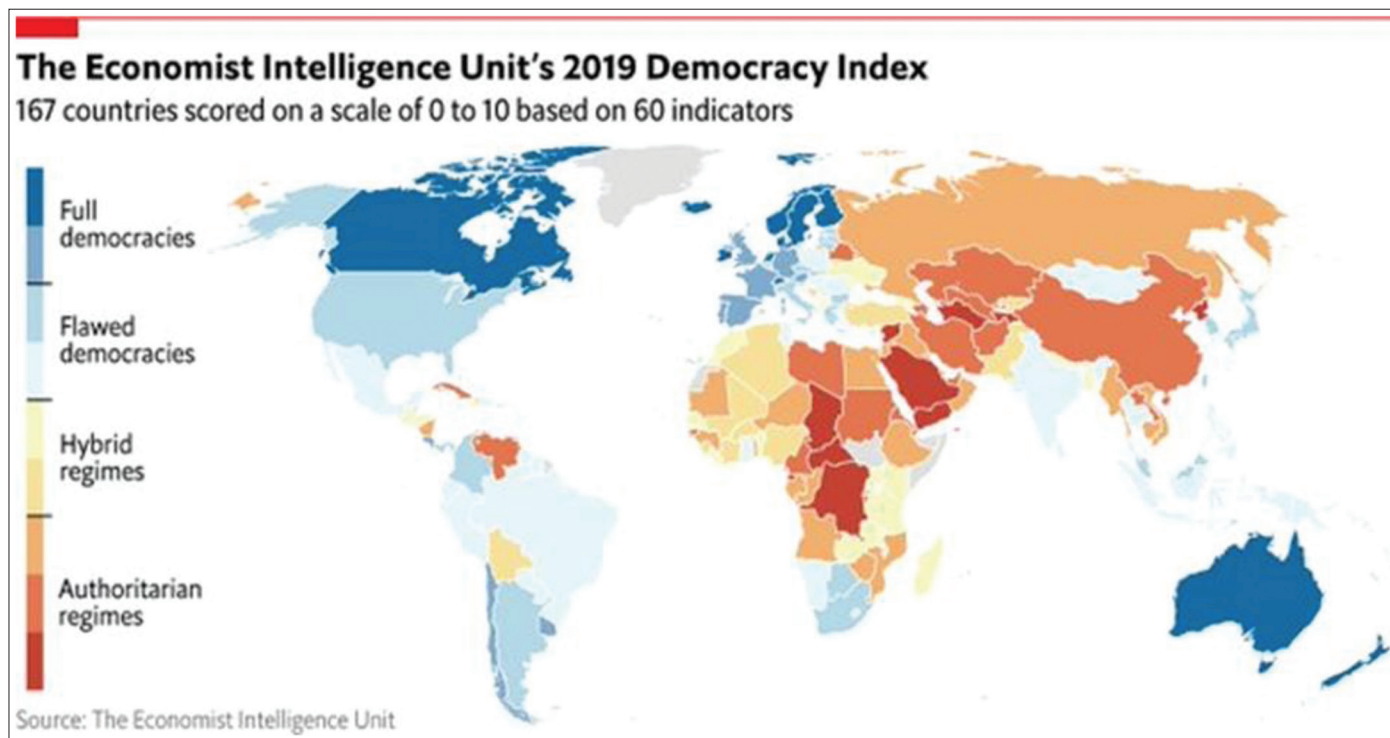 The Economist Intelligence Unit's 2019 Democracy Index
167 countries scored on a scale of 0 to 10 based on 60 indicators
Full
democracies
Flawed
democracies
Hybrid
regimes
Authoritarian
regimes
Source: The Economist Intelligence Unit